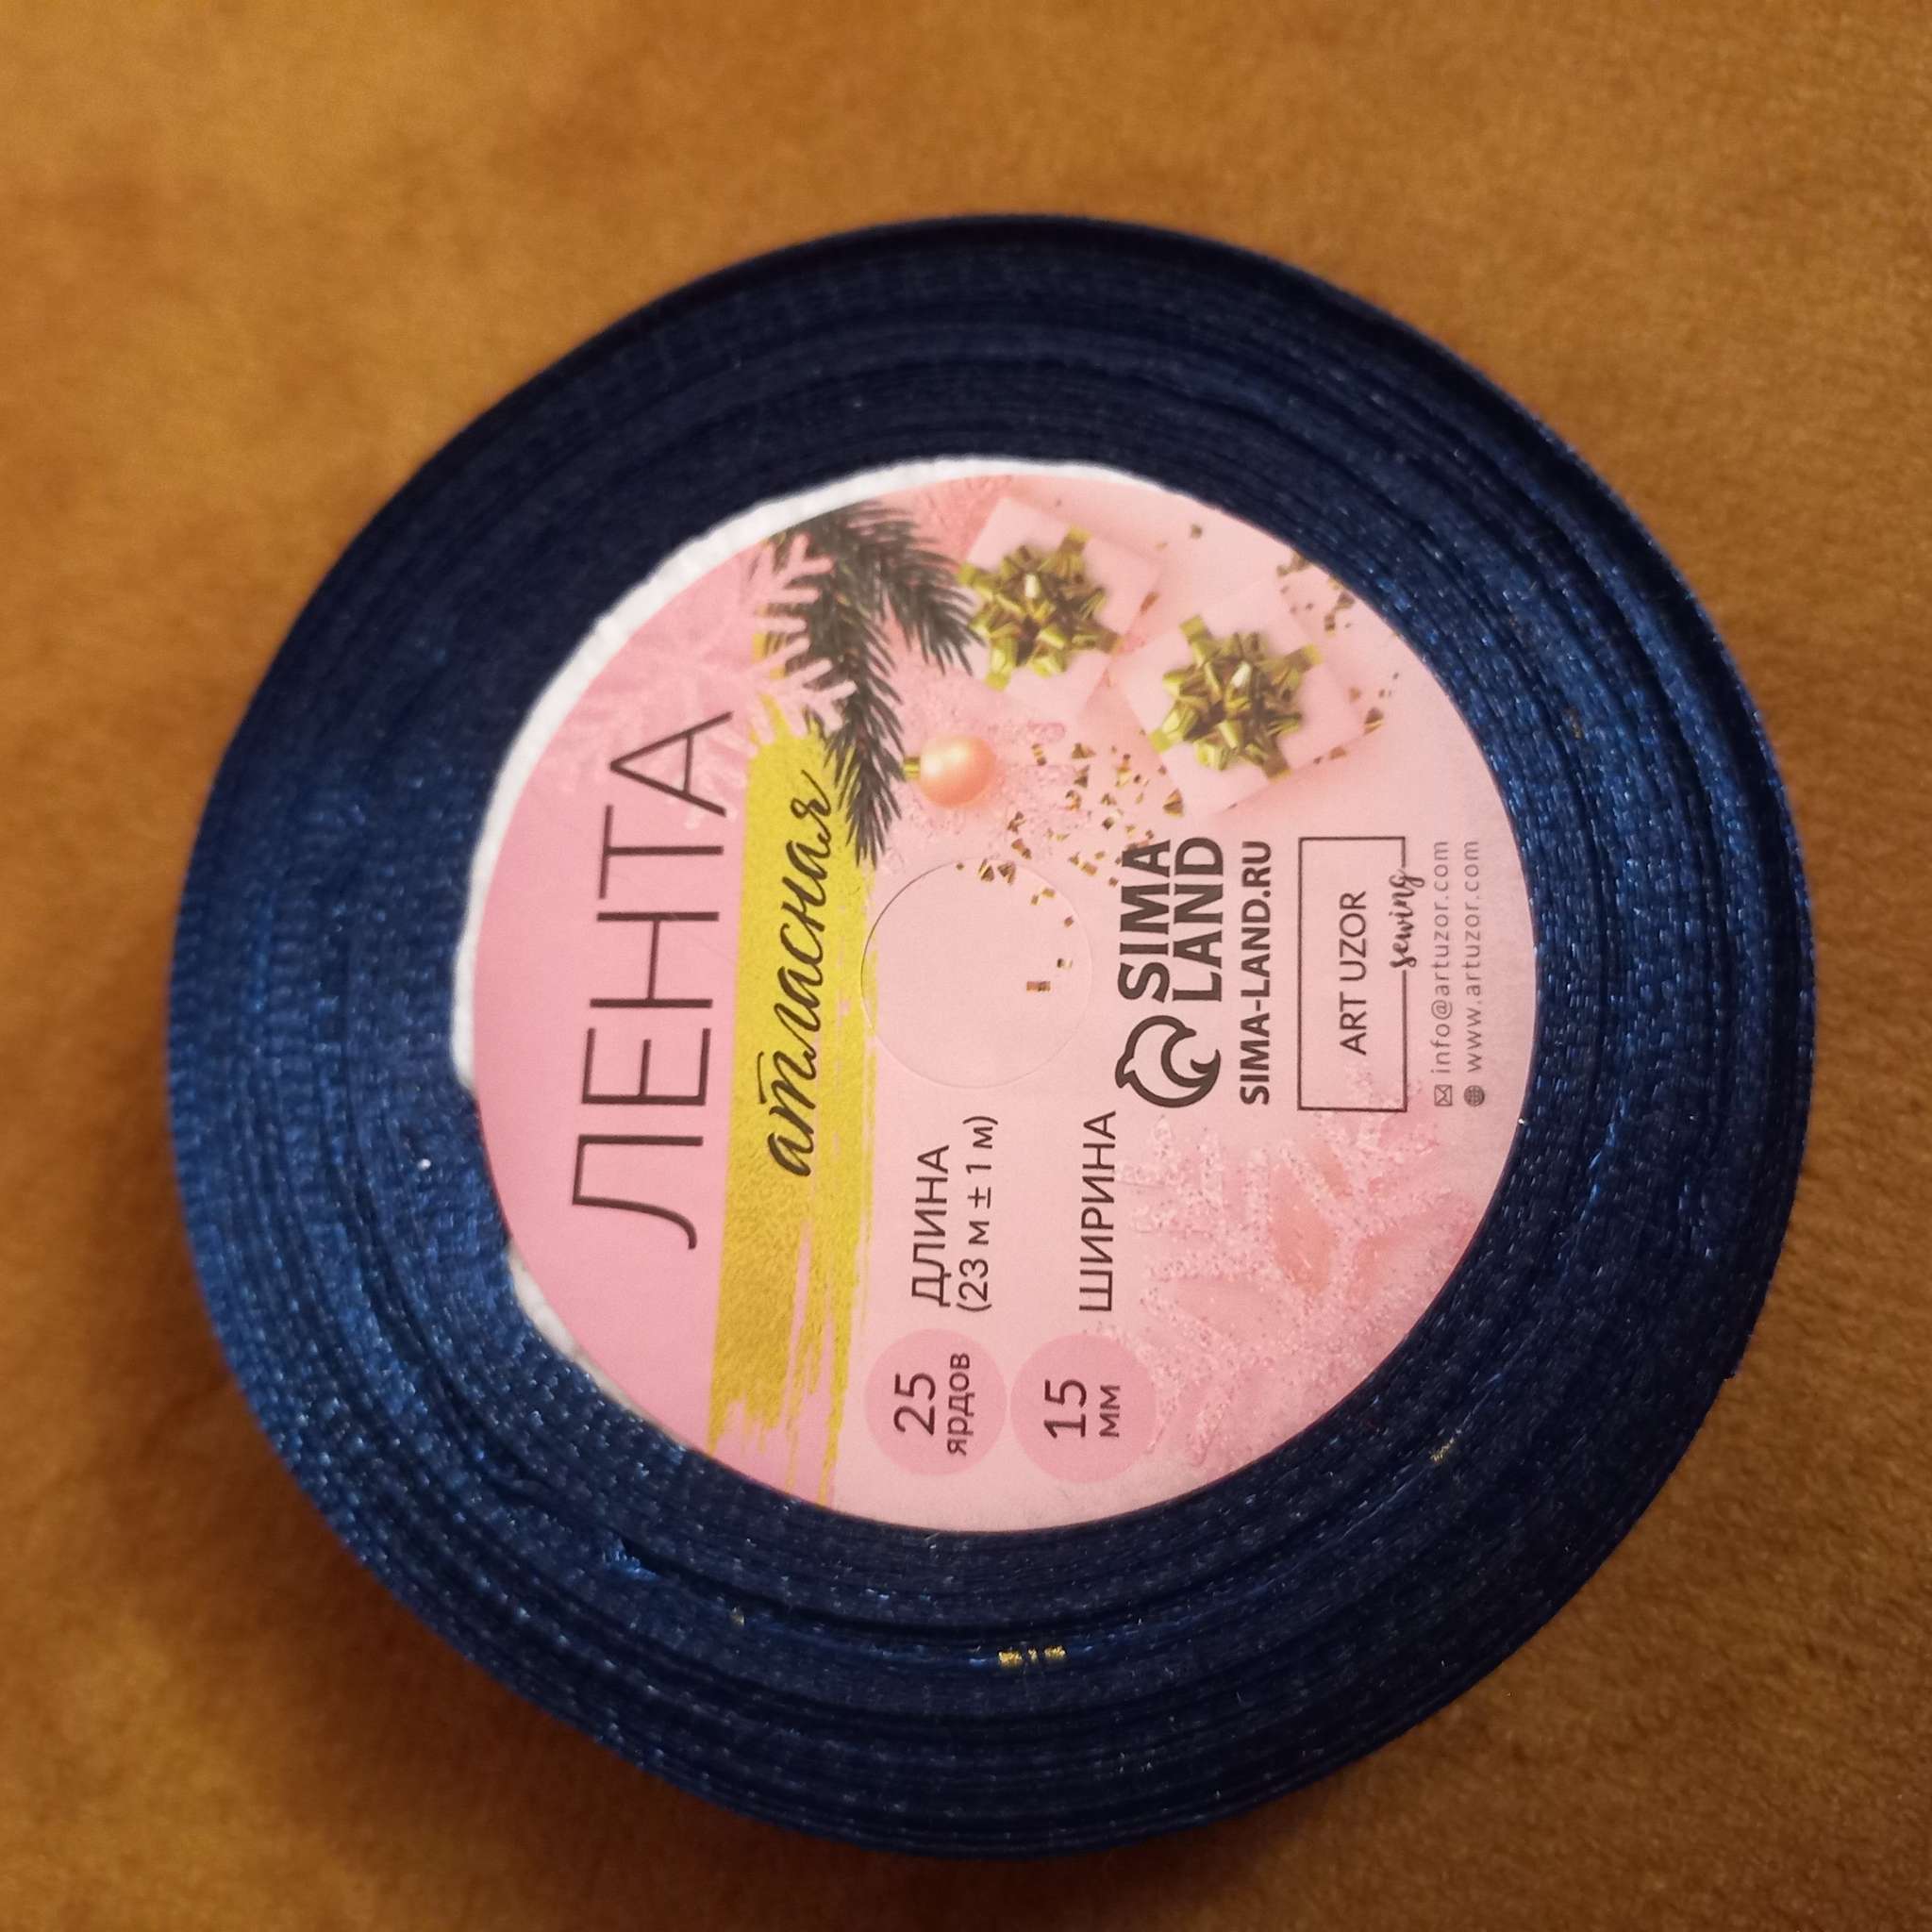 ЛЕНТА
атласная
25
ярдов
ДЛИНА
(23 м ± 1 м)
15
мм
ШИРИНА
SIMA
LAND
SIMA-LAND.RU
ART UZOR
sewing
info@artuzor.com
www.artuzor.com